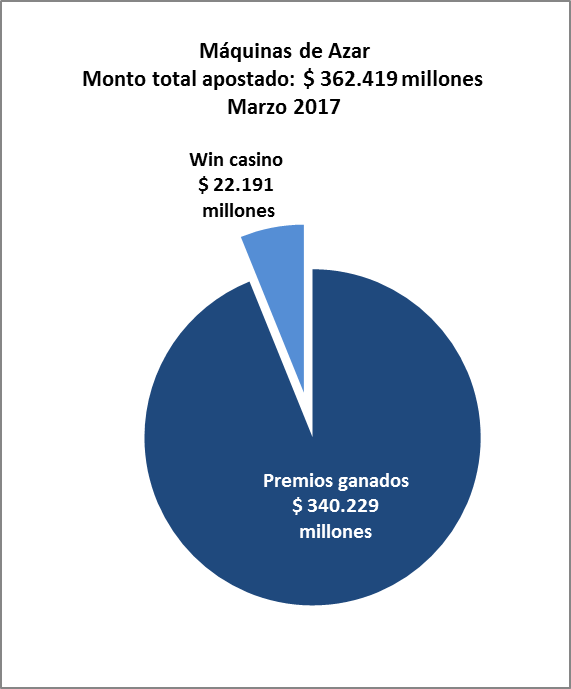 Máquinas de Azar
Monto total apostado: $ 362.419 millones
Marzo 2017
Win casino
$ 22.191
millones
Premios ganados
$ 340.229
millones